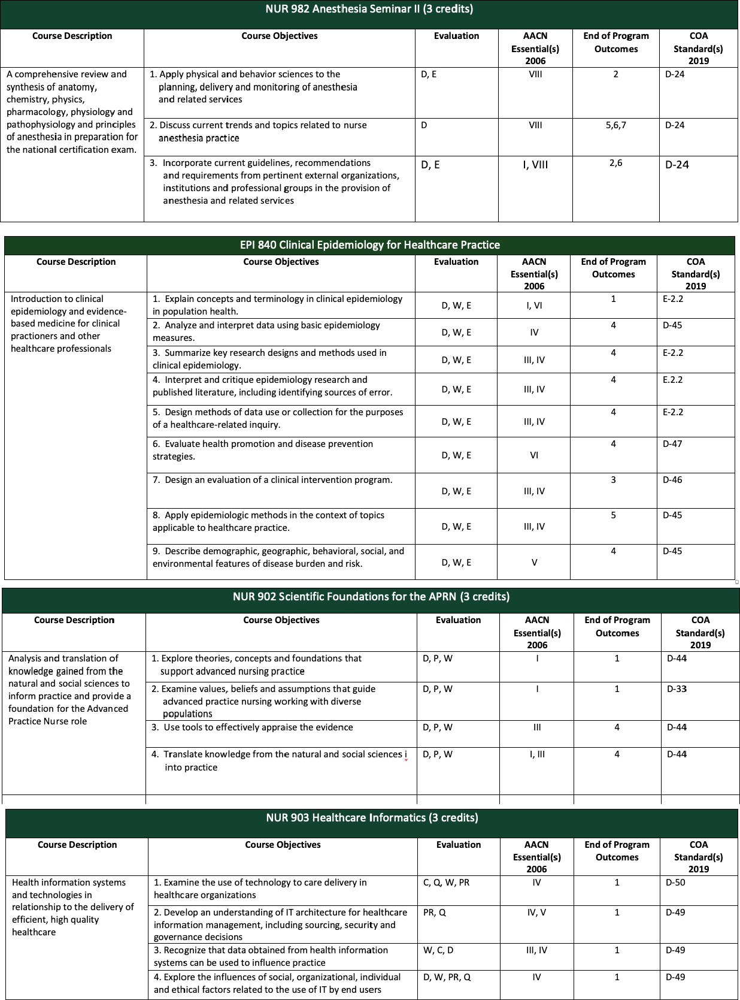 NUR 982 Anesthesia Seminar II (3 credits)
Course Description Course Objectives Evaluation AACN Essential(s) 2006 End of Program Outcomes COA Standard(s) 2019
A comprehensive review and
synthesis of anatomy,
chemistry, physics,
pharmacology, physiology and
pathophysiology and principles
of anesthesia in preparation for
the national certification exam.
1. Apply physical and behavior sciences to the
planning, delivery and monitoring of anesthesia
and related services
D, E VIII 2 D-24
2. Discuss current trends and topics related to nurse
anesthesia practice
D VIII 5,6,7 D-24
3. Incorporate current guidelines, recommendations
and requirements from pertinent external organizations,
institutions and professional groups in the provision of
anesthesia and related services
D, E I, VIII 2,6 D-24
EPI 840 Clinical Epidemiology for Healthcare Practice
Course Description Course Objectives Evaluation AACN Essential(s) 2006 End of Program Outcomes COA Standard(s) 2019
Introduction to clinical
epidemiology and evidence-
based medicine for clinical
practioners and other
healthcare professionals
1. Explain concepts and terminology in clinical epidemiology
in population health.
D, W, E I, VI 1 E-2.2
2. Analyze and interpret data using basic epidemiology
measures.
D, W, E IV 4 D-45
3. Summarize key research designs and methods used in
clinical epidemiology.
D, W, E III, IV 4 E-2.2
4. Interpret and critique epidemiology research and
published literature, including identifying sources of error.
D, W, E III, IV 4 E.2.2
5. Design methods of data use or collection for the purposes
of a healthcare-related inquiry.
D, W, E III, IV 4 E-2.2
6. Evaluate health promotion and disease prevention
strategies.
D, W, E VI 4 D-47
7. Design an evaluation of a clinical intervention program.
D, W, E III, IV 3 D-46
8. Apply epidemiologic methods in the context of topics
applicable to healthcare practice.
D, W, E III, IV 5 D-45
9. Describe demographic, geographic, behavioral, social, and
environmental features of disease burden and risk.
D, W, E V 4 D-45
NUR 902 Scientific Foundations for the APRN (3 credits)
Course Description Course Objectives Evaluation AACN Essential(s) 2006 End of Program Outcomes COA Standard(s) 2019
Analysis and translation of
knowledge gained from the
natural and social sciences to
inform practice and provide a
foundation for the Advanced
Practice Nurse role
1. Explore theories, concepts and foundations that
support advanced nursing practice
D, P, W I 1 D-44
2. Examine values, beliefs and assumptions that guide
advanced practice nursing working with diverse
populations
D, P, W I 1 D-33
3. Use tools to effectively appraise the evidence
D, P, W III 4 D-44
4. Translate knowledge from the natural and social sciences i
into practice
D, P, W I, III 4 D-44
NUR 903 Healthcare Informatics (3 credits)
Course Description Course Objectives Evaluation AACN Essential(s) 2006 End of Program Outcomes COA Standard(s) 2019
Health information systems
and technologies in
relationship to the delivery of
efficient, high quality
healthcare
1. Examine the use of technology to care delivery in
healthcare organizations
C, Q, W, PR IV 1 D-50
2. Develop an understanding of IT architecture for healthcare
information management, including sourcing, security and
governance decisions
PR, Q IV, V 1 D-49
3. Recognize that data obtained from health information
systems can be used to influence practice
W, C, D III, IV 1 D-49
4. Explore the influences of social, organizational, individual
and ethical factors related to the use of IT by end users
D, W, PR, Q IV 1 D-49